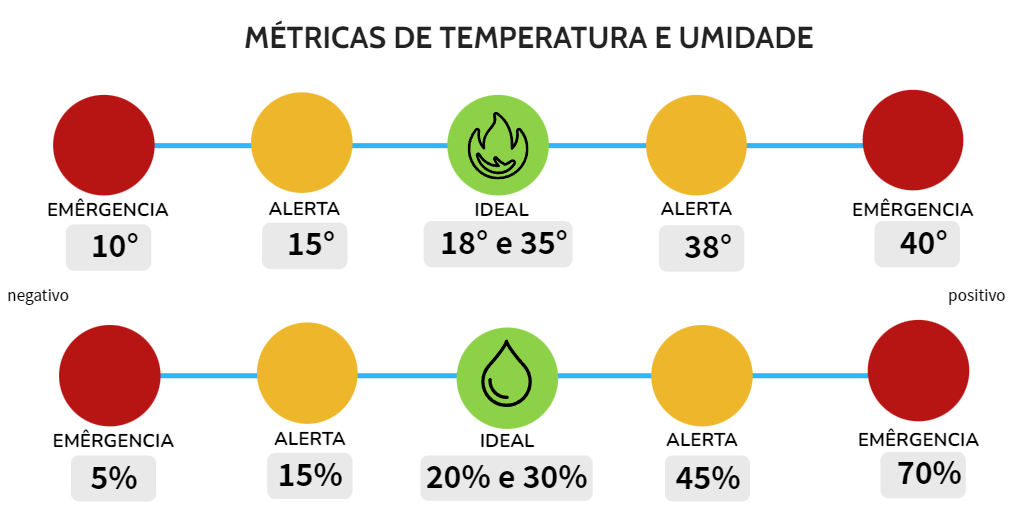 MÉTRICAS DE TEMPERATURA E UMIDADE
EMÊRGENCIA
ALERTA
IDEAL
ALERTA
EMÊRGENCIA
10°
15°
18° e 35°
38°
40°
negativo
positivo
EMÊRGENCIA
ALERTA
IDEAL
ALERTA
EMÊRGENCIA
5%
15%
20% e 30%
45%
70%